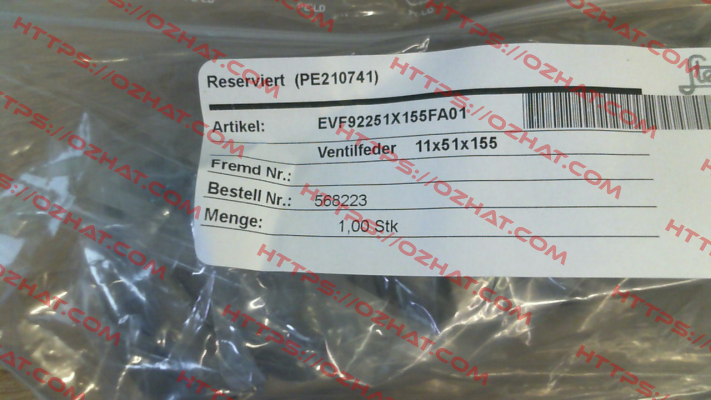 Reserviert (PE210741)
Artikel: EVF92251X155FA01
Ventilfeder 11x51x155
Fremd Nr.:
Bestell Nr.: 568223
Menge: 1,00 Stk
HTTPS://OZHAT.COM